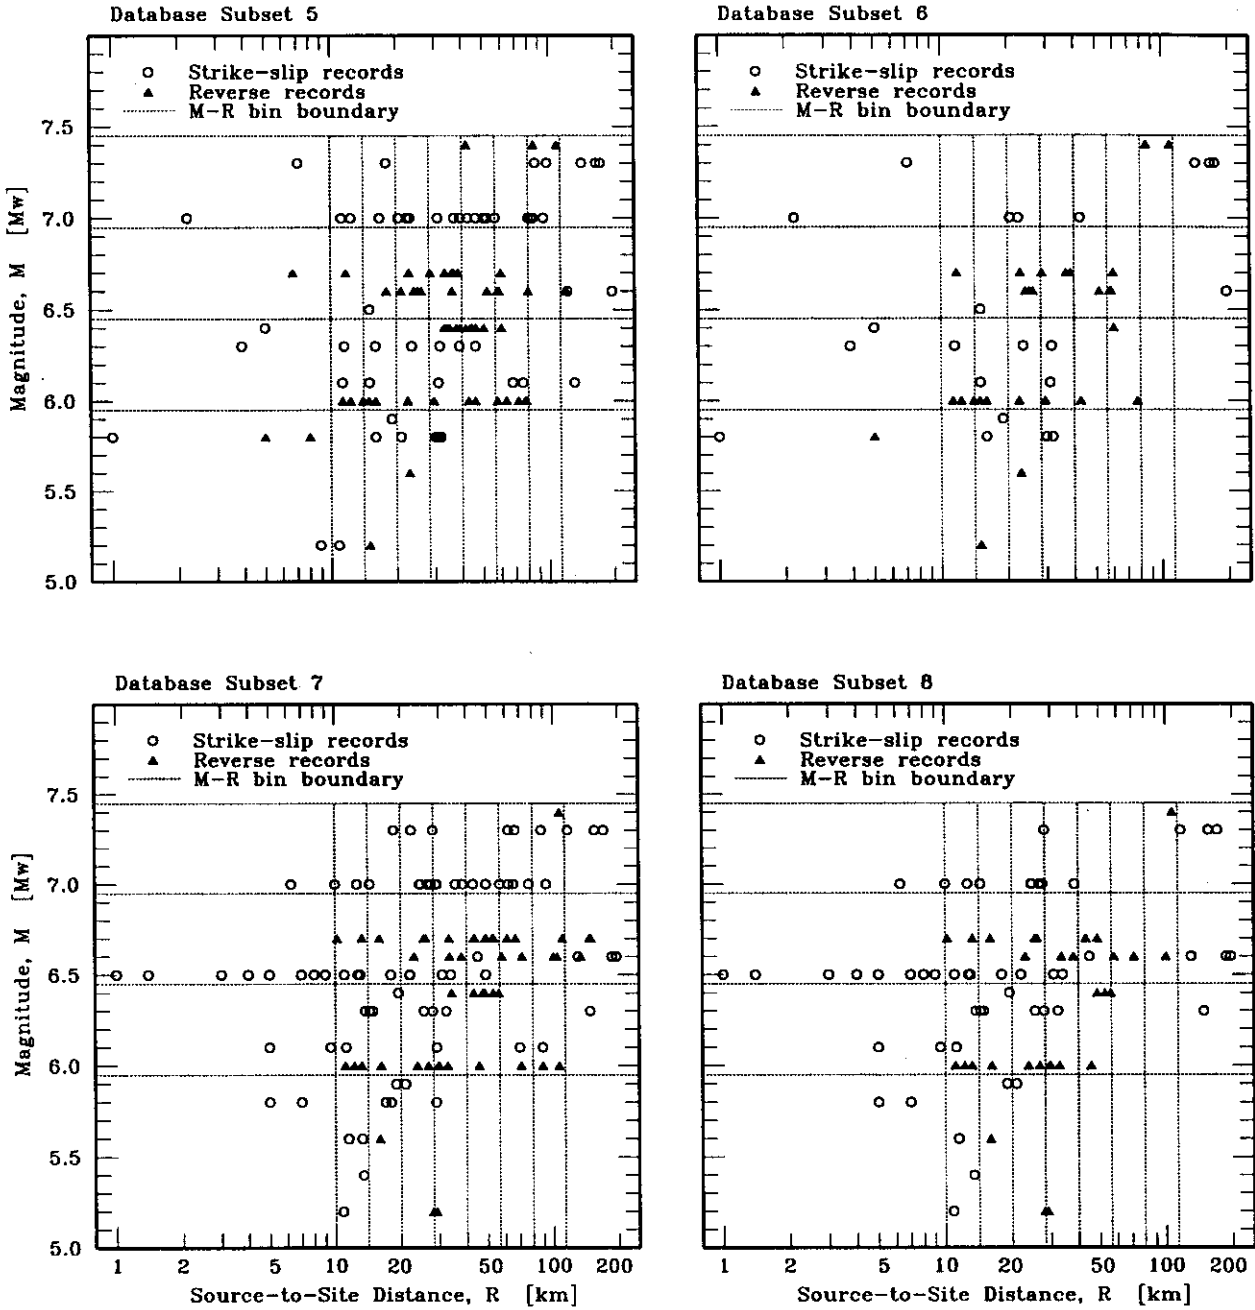 Database Subset 5
Strike-slip records
Reverse records
M-R bin boundary
7.5
7.0
6.5
6.0
5.5
5.0
Magnitude, M [Mw]
Database Subset 6
Strike-slip records
Reverse records
M-R bin boundary
Database Subset 7
Strike-slip records
Reverse records
M-R bin boundary
7.5
7.0
6.5
6.0
5.5
5.0
Magnitude, M [Mw]
1 2 5 10 20 50 100 200
Source-to-Site Distance, R [km]
Database Subset 8
Strike-slip records
Reverse records
M-R bin boundary
1 2 5 10 20 50 100 200
Source-to-Site Distance, R [km]